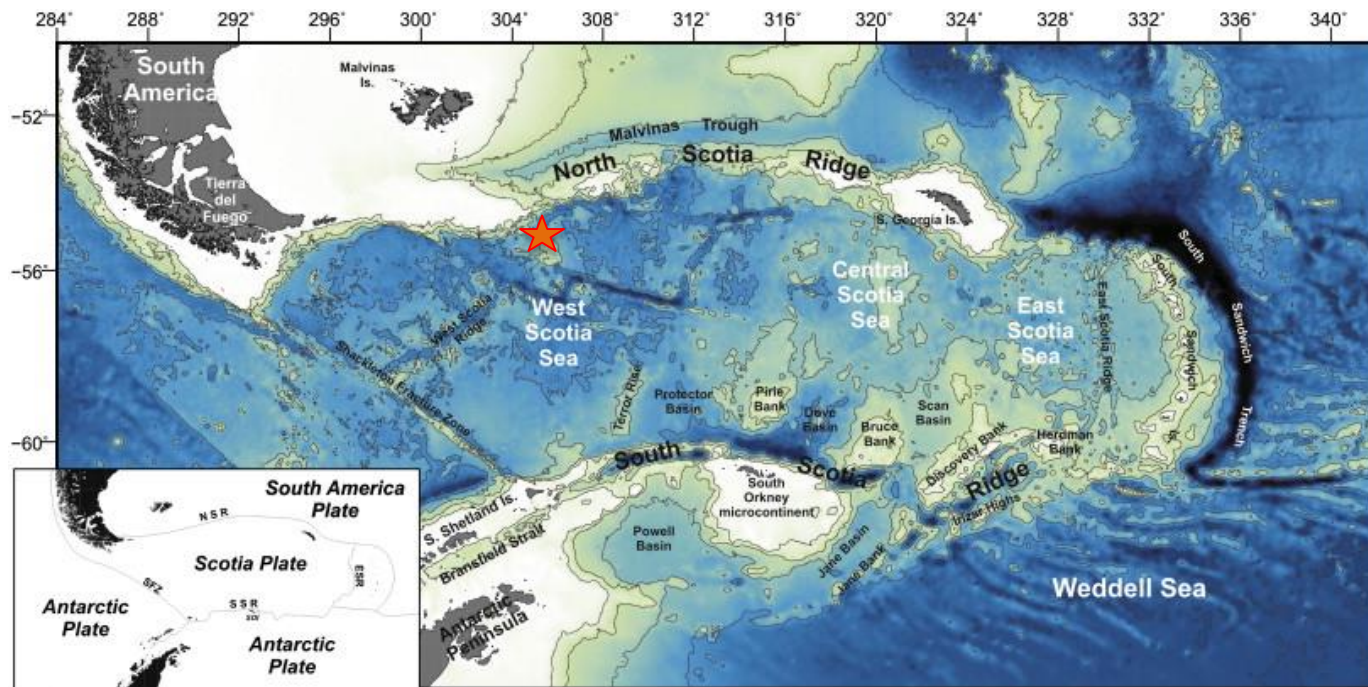 284˚ 288˚ 292˚ 296˚ 300˚ 304˚ 308˚ 312˚ 316˚ 320˚ 324˚ 328˚ 332˚ 336˚ 340˚
South
America
Malvinas
Is.
−52˚
Malvinas Trough
North Scotia Ridge
Tierra
del
Fuego
S. Georgia Is.
−56˚
West
Scotia
Sea
Central
Scotia
Sea
East
Scotia
Sea
West Scotia
Ridge
East Scotia Ridge
South
Sandwich
Is.
South
Sandwich
Trench
Shackleton Fracture Zone
Terror Rise
Protector
Basin
Pirie
Bank
Dove
Basin
Bruce
Bank
Scan
Basin
Discovery Bank
Herdman
Bank
−60˚
South Scotia Ridge
Irizar Highs
South
Orkney
microcontinent
S. Shetland Is.
Bransfield Strait
Powell
Basin
Jane Basin
Jane Bank
Weddell Sea
Antarctic
Peninsula
South America
Plate
NSR
Scotia Plate
ESR
SFZ
SSR
Antarctic
Plate
Antarctic
Plate